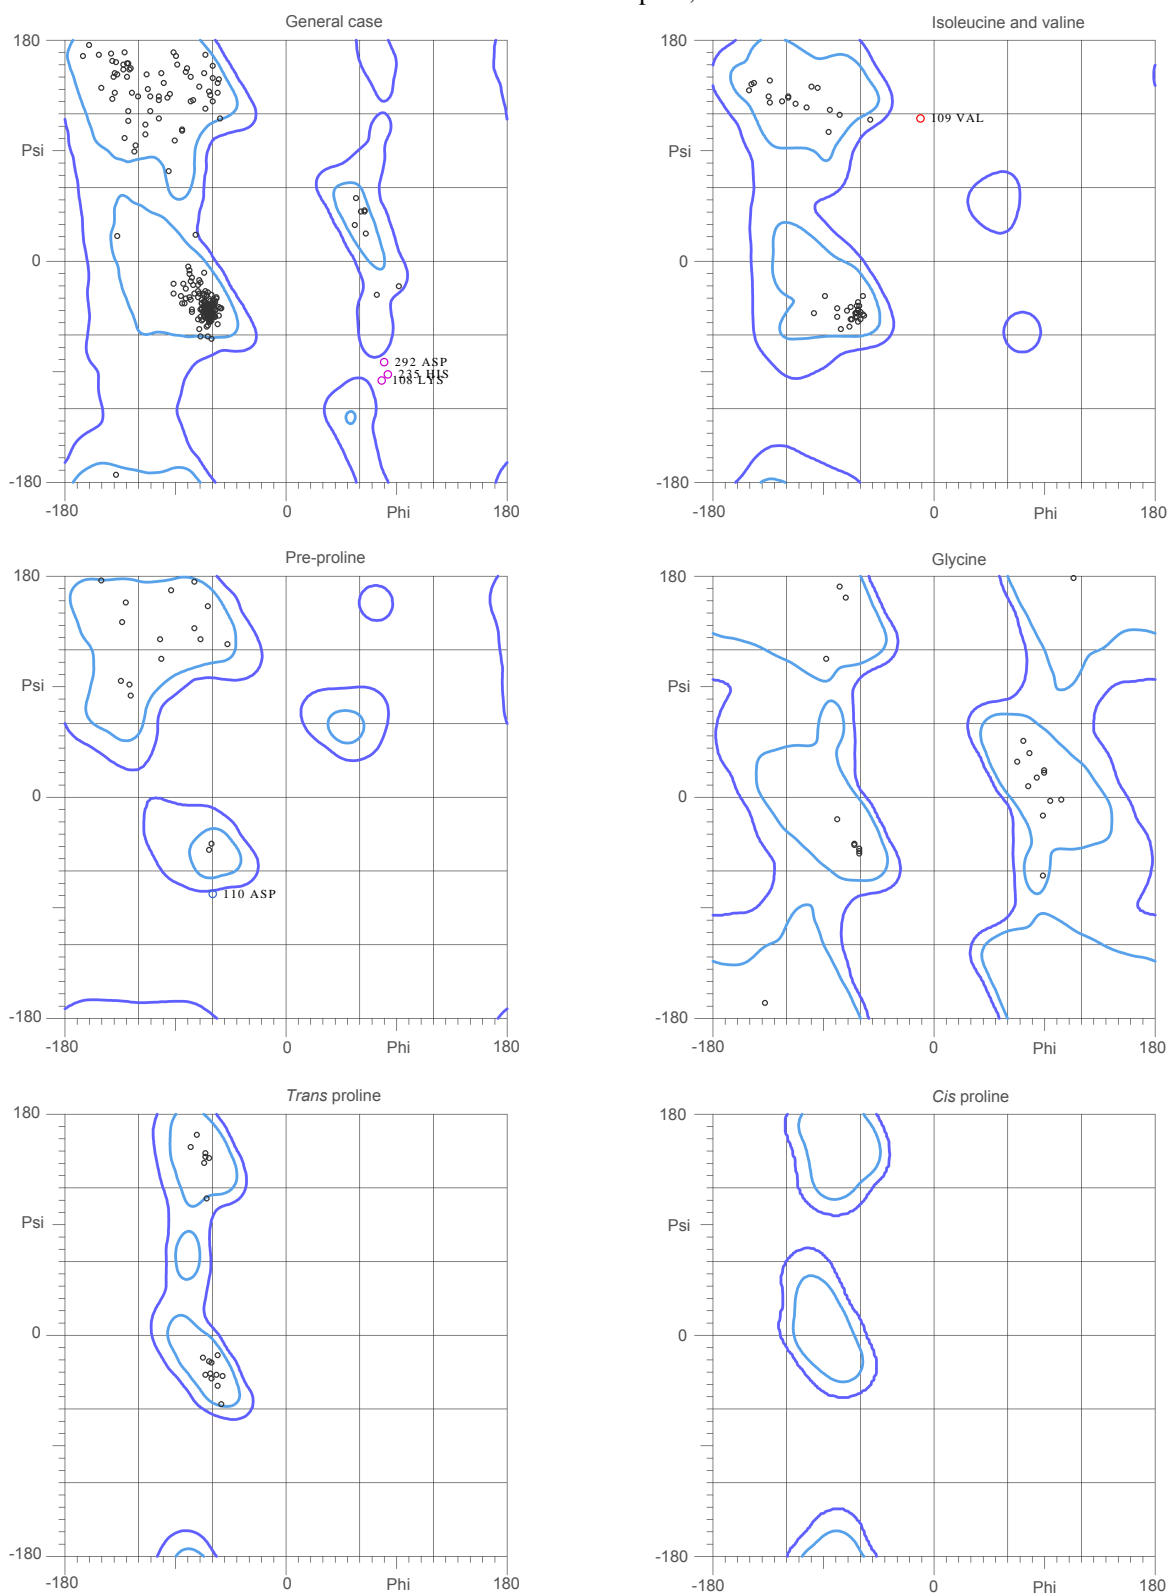 General case
180
Psi
0
-180
-180
0
Phi
180
292 ASP
235 HIS
108 LYS
Isoleucine and valine
180
Psi
0
-180
-180
0
Phi
180
109 VAL
Pre-proline
180
Psi
0
-180
-180
0
Phi
180
110 ASP
Glycine
180
Psi
0
-180
-180
0
Phi
180
Trans proline
180
Psi
0
-180
-180
0
Phi
180
Cis proline
180
Psi
0
-180
-180
0
Phi
180